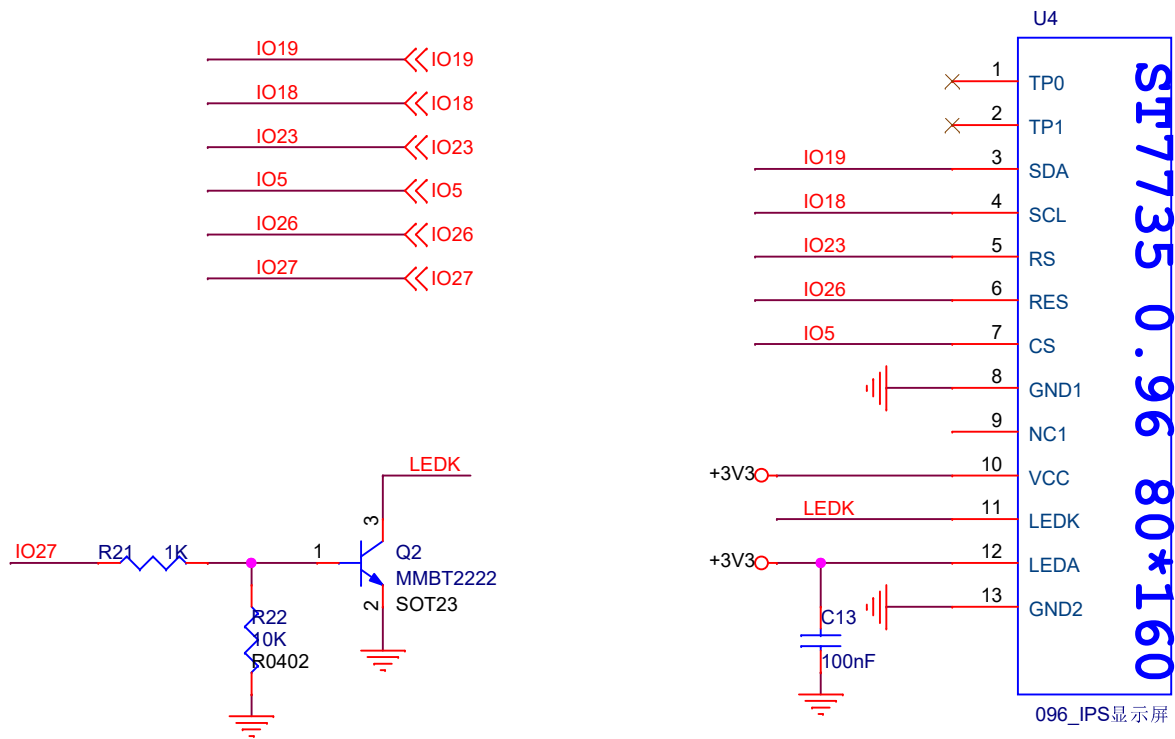 U4
IO19
IO19
IO18
IO18
IO23
IO23
IO5
IO5
IO26
IO26
IO27
IO27
1
TP0
2
TP1
IO19
3
SDA
IO18
4
SCL
IO23
5
RS
IO26
6
RES
IO5
7
CS
8
GND1
9
NC1
+3V3
10
VCC
LEDK
11
LEDK
+3V3
12
LEDA
13
GND2
C13
100nF
ST7735 0.96 80*160
096_IPS显示屏
LEDK
3
IO27
R21
1K
1
Q2
MMBT2222
SOT23
2
R22
10K
R0402